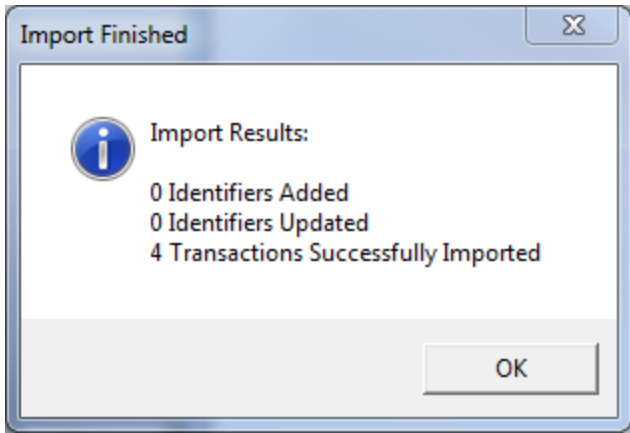 Import Finished
Import Results:
0 Identifiers Added
0 Identifiers Updated
4 Transactions Successfully Imported
OK